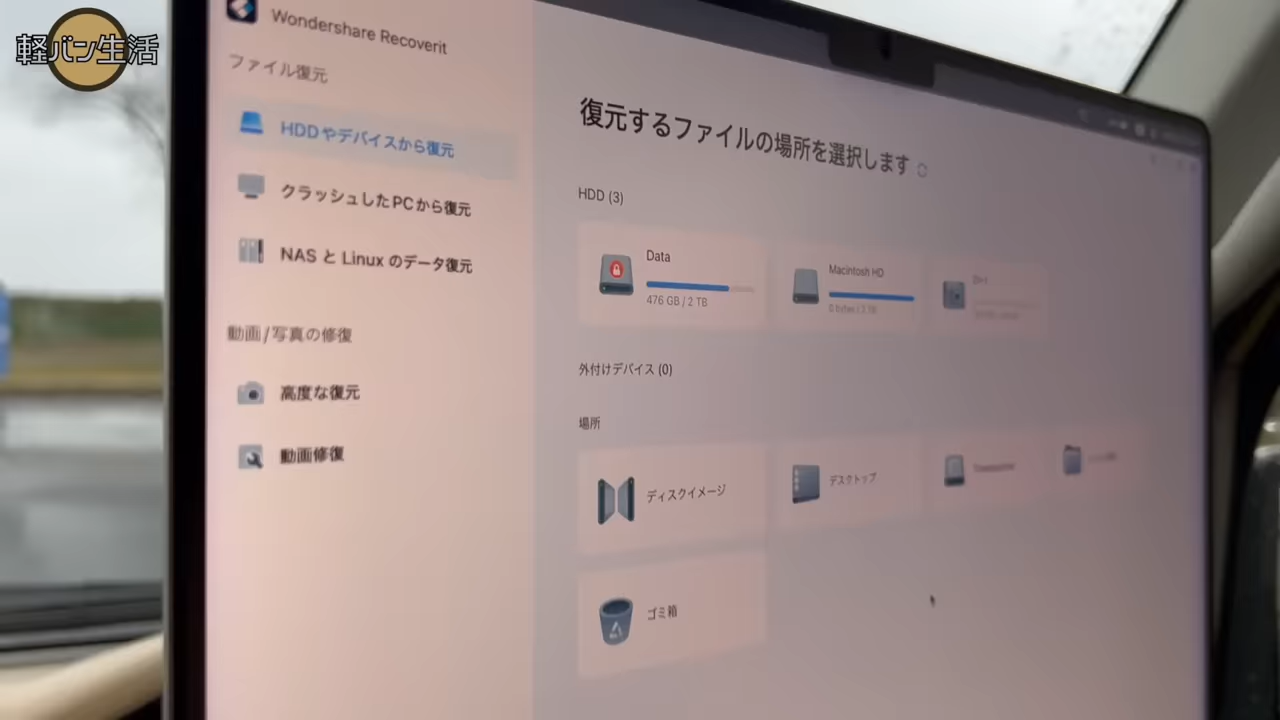 軽バン生活
Wondershare Recoverit
ファイル復元
HDDやデバイスから復元
クラッシュしたPCから復元
NAS と Linux のデータ復元
動画/写真の修復
高度な復元
動画修復
復元するファイルの場所を選択します
HDD (3)
Data
476 GB / 2 TB
Macintosh HD
0 bytes / 2 TB
外付けデバイス (0)
場所
ディスクイメージ
デスクトップ
ゴミ箱